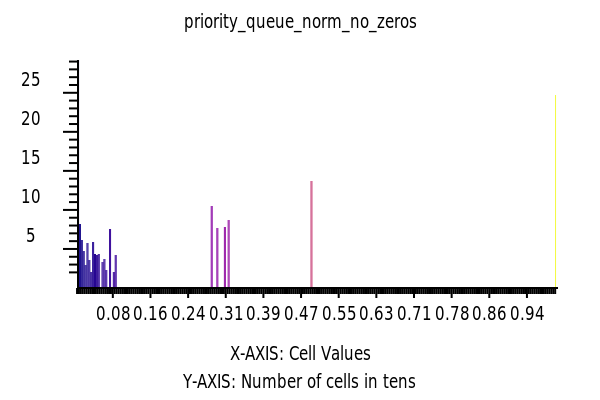 priority_queue_norm_no_zeros
25
20
15
10
5
0.08 0.16 0.24 0.31 0.39 0.47 0.55 0.63 0.71 0.78 0.86 0.94
X-AXIS: Cell Values
Y-AXIS: Number of cells in tens